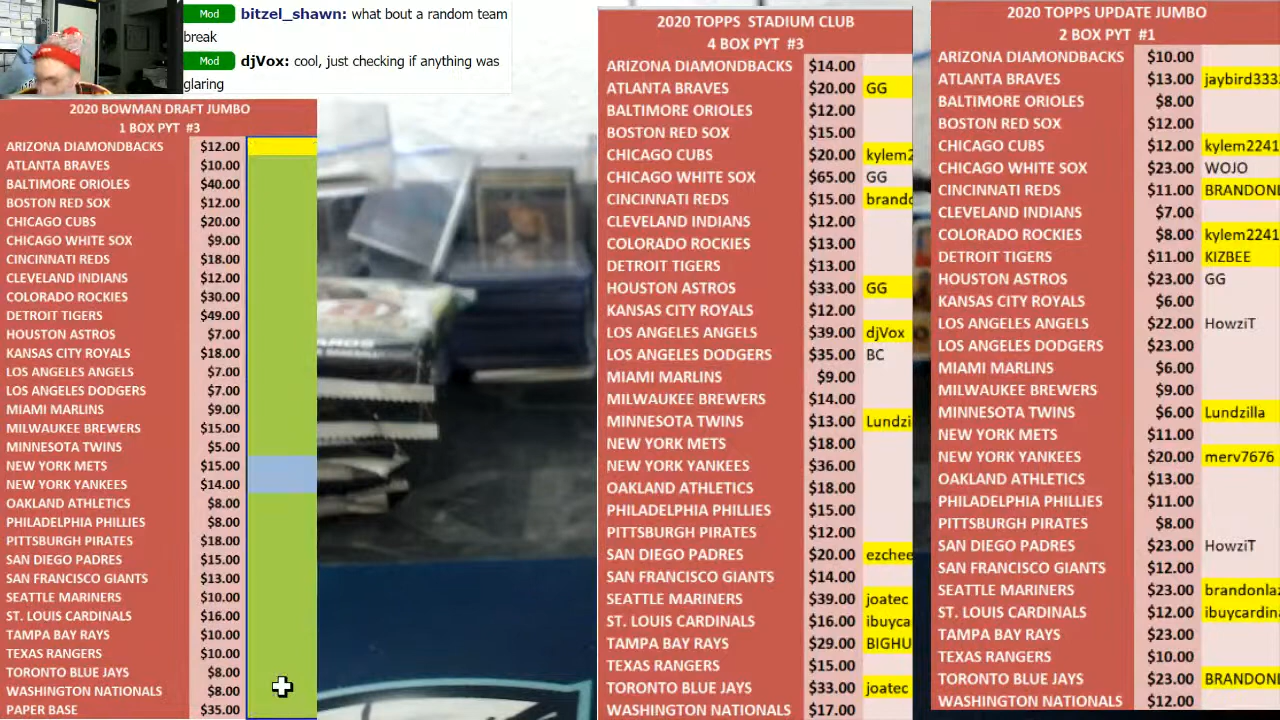 Mod bitzel_shawn: what bout a random team
break
Mod djVox: cool, just checking if anything was
glaring
2020 BOWMAN DRAFT JUMBO
1 BOX PYT #3
ARIZONA DIAMONDBACKS $12.00
ATLANTA BRAVES $10.00
BALTIMORE ORIOLES $40.00
BOSTON RED SOX $12.00
CHICAGO CUBS $20.00
CHICAGO WHITE SOX $9.00
CINCINNATI REDS $18.00
CLEVELAND INDIANS $12.00
COLORADO ROCKIES $30.00
DETROIT TIGERS $49.00
HOUSTON ASTROS $7.00
KANSAS CITY ROYALS $18.00
LOS ANGELES ANGELS $7.00
LOS ANGELES DODGERS $7.00
MIAMI MARLINS $9.00
MILWAUKEE BREWERS $15.00
MINNESOTA TWINS $5.00
NEW YORK METS $15.00
NEW YORK YANKEES $14.00
OAKLAND ATHLETICS $8.00
PHILADELPHIA PHILLIES $8.00
PITTSBURGH PIRATES $18.00
SAN DIEGO PADRES $15.00
SAN FRANCISCO GIANTS $13.00
SEATTLE MARINERS $10.00
ST. LOUIS CARDINALS $16.00
TAMPA BAY RAYS $10.00
TEXAS RANGERS $10.00
TORONTO BLUE JAYS $8.00
WASHINGTON NATIONALS $8.00
PAPER BASE $35.00
2020 TOPPS STADIUM CLUB
4 BOX PYT #3
ARIZONA DIAMONDBACKS $14.00
ATLANTA BRAVES $20.00 GG
BALTIMORE ORIOLES $12.00
BOSTON RED SOX $15.00
CHICAGO CUBS $20.00 kylem2
CHICAGO WHITE SOX $65.00 GG
CINCINNATI REDS $15.00 brando
CLEVELAND INDIANS $12.00
COLORADO ROCKIES $13.00
DETROIT TIGERS $13.00
HOUSTON ASTROS $33.00 GG
KANSAS CITY ROYALS $12.00
LOS ANGELES ANGELS $39.00 djVox
LOS ANGELES DODGERS $35.00 BC
MIAMI MARLINS $9.00
MILWAUKEE BREWERS $14.00
MINNESOTA TWINS $13.00 Lundzi
NEW YORK METS $18.00
NEW YORK YANKEES $36.00
OAKLAND ATHLETICS $18.00
PHILADELPHIA PHILLIES $15.00
PITTSBURGH PIRATES $12.00
SAN DIEGO PADRES $20.00 ezchee
SAN FRANCISCO GIANTS $14.00
SEATTLE MARINERS $39.00 joatec
ST. LOUIS CARDINALS $16.00 ibuyca
TAMPA BAY RAYS $29.00 BIGHU
TEXAS RANGERS $15.00
TORONTO BLUE JAYS $33.00 joatec
WASHINGTON NATIONALS $17.00
2020 TOPPS UPDATE JUMBO
2 BOX PYT #1
ARIZONA DIAMONDBACKS $10.00
ATLANTA BRAVES $13.00 jaybird333
BALTIMORE ORIOLES $8.00
BOSTON RED SOX $12.00
CHICAGO CUBS $12.00 kylem2241
CHICAGO WHITE SOX $23.00 WOJO
CINCINNATI REDS $11.00 BRANDONL
CLEVELAND INDIANS $7.00
COLORADO ROCKIES $8.00 kylem2241
DETROIT TIGERS $11.00 KIZBEE
HOUSTON ASTROS $23.00 GG
KANSAS CITY ROYALS $6.00
LOS ANGELES ANGELS $22.00 HowziT
LOS ANGELES DODGERS $23.00
MIAMI MARLINS $6.00
MILWAUKEE BREWERS $9.00
MINNESOTA TWINS $6.00 Lundzilla
NEW YORK METS $11.00
NEW YORK YANKEES $20.00 merv7676
OAKLAND ATHLETICS $13.00
PHILADELPHIA PHILLIES $11.00
PITTSBURGH PIRATES $8.00
SAN DIEGO PADRES $23.00 HowziT
SAN FRANCISCO GIANTS $12.00
SEATTLE MARINERS $23.00 brandonlaz
ST. LOUIS CARDINALS $12.00 ibuycardina
TAMPA BAY RAYS $23.00
TEXAS RANGERS $10.00
TORONTO BLUE JAYS $23.00 BRANDONL
WASHINGTON NATIONALS $12.00